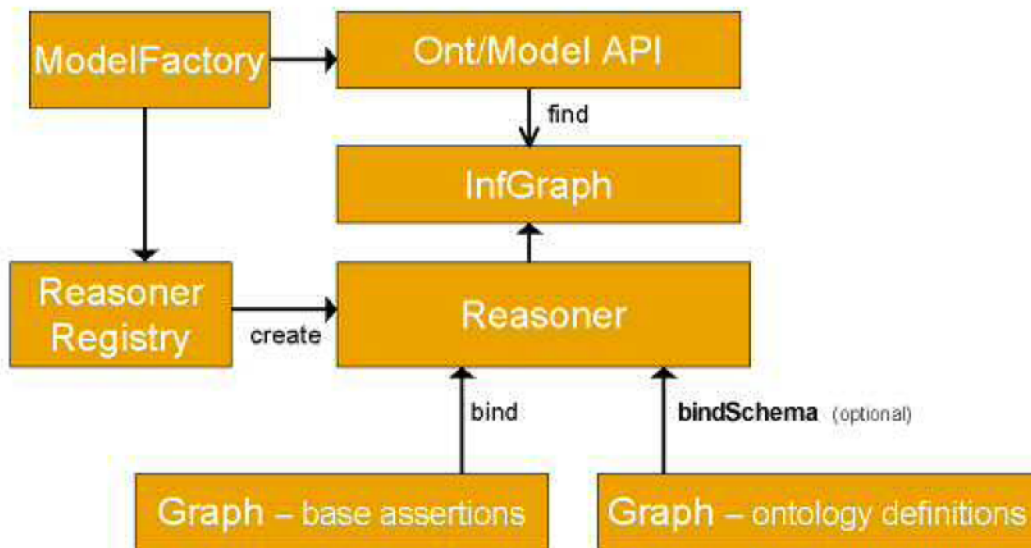 ModelFactory
Ont/Model API
find
InfGraph
Reasoner
Registry
create
Reasoner
bind
bindSchema (optional)
Graph – base assertions
Graph – ontology definitions